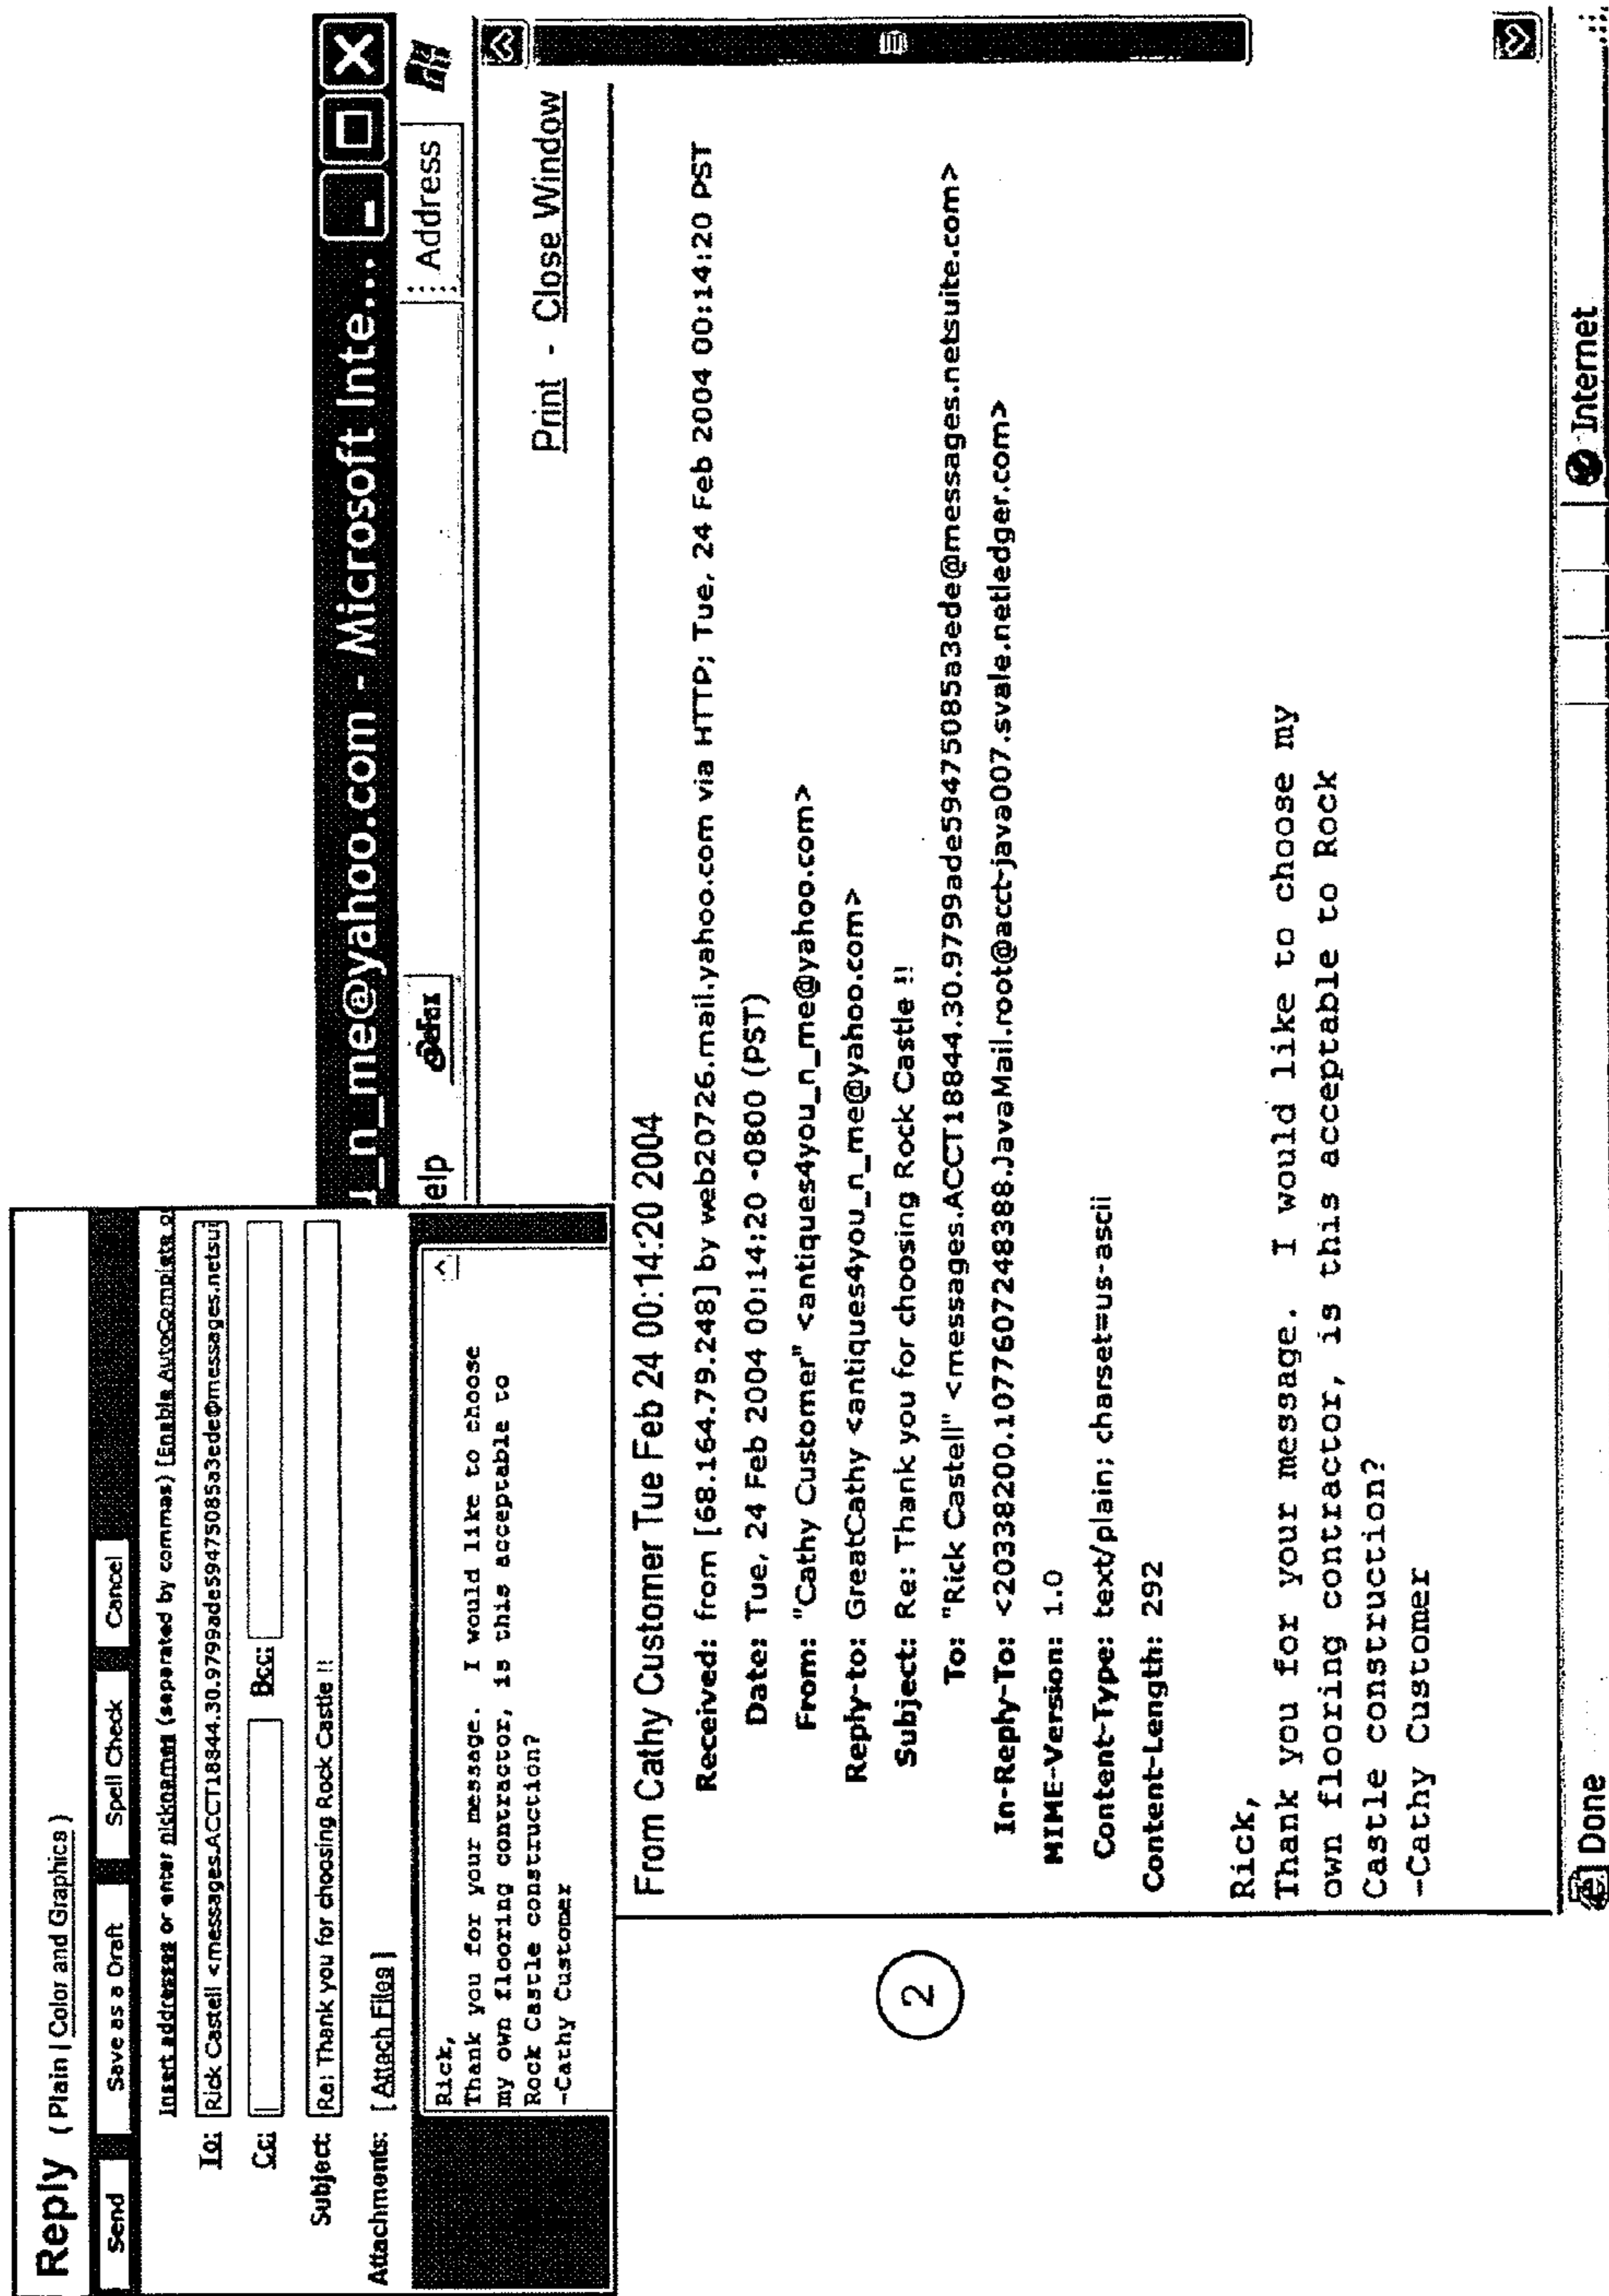 Reply ( Plain | Color and Graphics )
Send Save as a Draft Spell Check Cancel
Insert addresses or enter nicknames (separated by commas) [Enable AutoComplete
To: Rick Castell <messages.ACCT18844.30.9799ade59475085a3ede@messages.netsui
Cc: Bcc:
Subject: Re: Thank you for choosing Rock Castle !!
Attachments: [ Attach Files ]
Rick,
Thank you for your message. I would like to choose
my own flooring contractor, is this acceptable to
Rock Castle construction?
-Cathy Customer
u_n_me@yahoo.com - Microsoft Inte...
elp eFax Address
Print - Close Window
From Cathy Customer Tue Feb 24 00:14:20 2004
Received: from [68.164.79.248] by web20726.mail.yahoo.com via HTTP; Tue, 24 Feb 2004 00:14:20 PST
Date: Tue, 24 Feb 2004 00:14:20 -0800 (PST)
From: "Cathy Customer" <antiques4you_n_me@yahoo.com>
Reply-to: GreatCathy <antiques4you_n_me@yahoo.com>
Subject: Re: Thank you for choosing Rock Castle !!
To: "Rick Castell" <messages.ACCT18844.30.9799ade59475085a3ede@messages.netsuite.com>
In-Reply-To: <20338200.1077607248388.JavaMail.root@acct-java007.svale.netledger.com>
MIME-Version: 1.0
Content-Type: text/plain; charset=us-ascii
Content-Length: 292
Rick,
Thank you for your message. I would like to choose my
own flooring contractor, is this acceptable to Rock
Castle construction?
-Cathy Customer
Done Internet
2